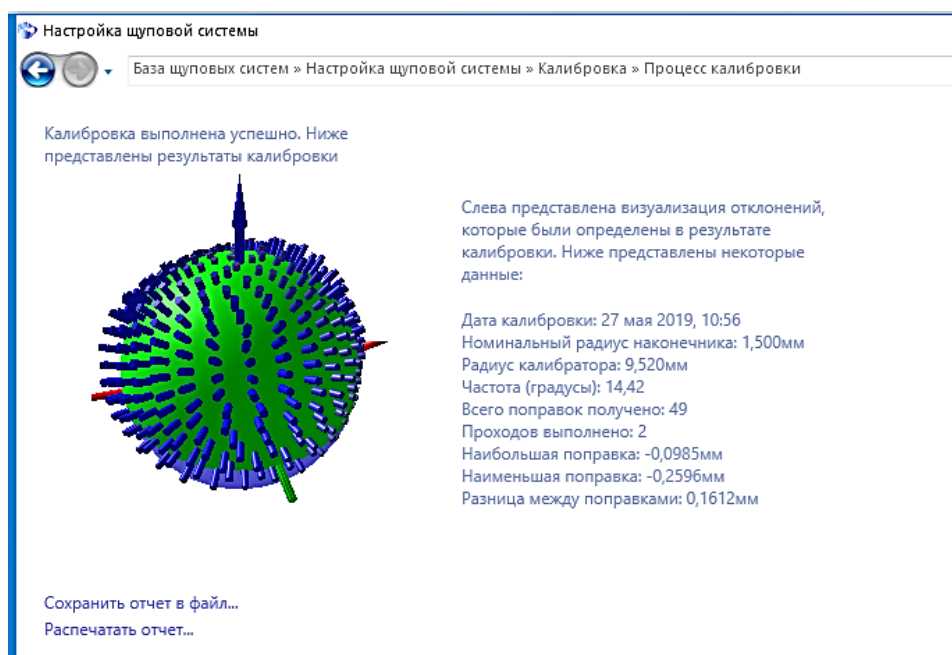 Настройка щуповой системы
База щуповых систем » Настройка щуповой системы » Калибровка » Процесс калибровки
Калибровка выполнена успешно. Ниже
представлены результаты калибровки
Слева представлена визуализация отклонений,
которые были определены в результате
калибровки. Ниже представлены некоторые
данные:
Дата калибровки: 27 мая 2019, 10:56
Номинальный радиус наконечника: 1,500мм
Радиус калибратора: 9,520мм
Частота (градусы): 14,42
Всего поправок получено: 49
Проходов выполнено: 2
Наибольшая поправка: -0,0985мм
Наименьшая поправка: -0,2596мм
Разница между поправками: 0,1612мм
Сохранить отчет в файл...
Распечатать отчет...